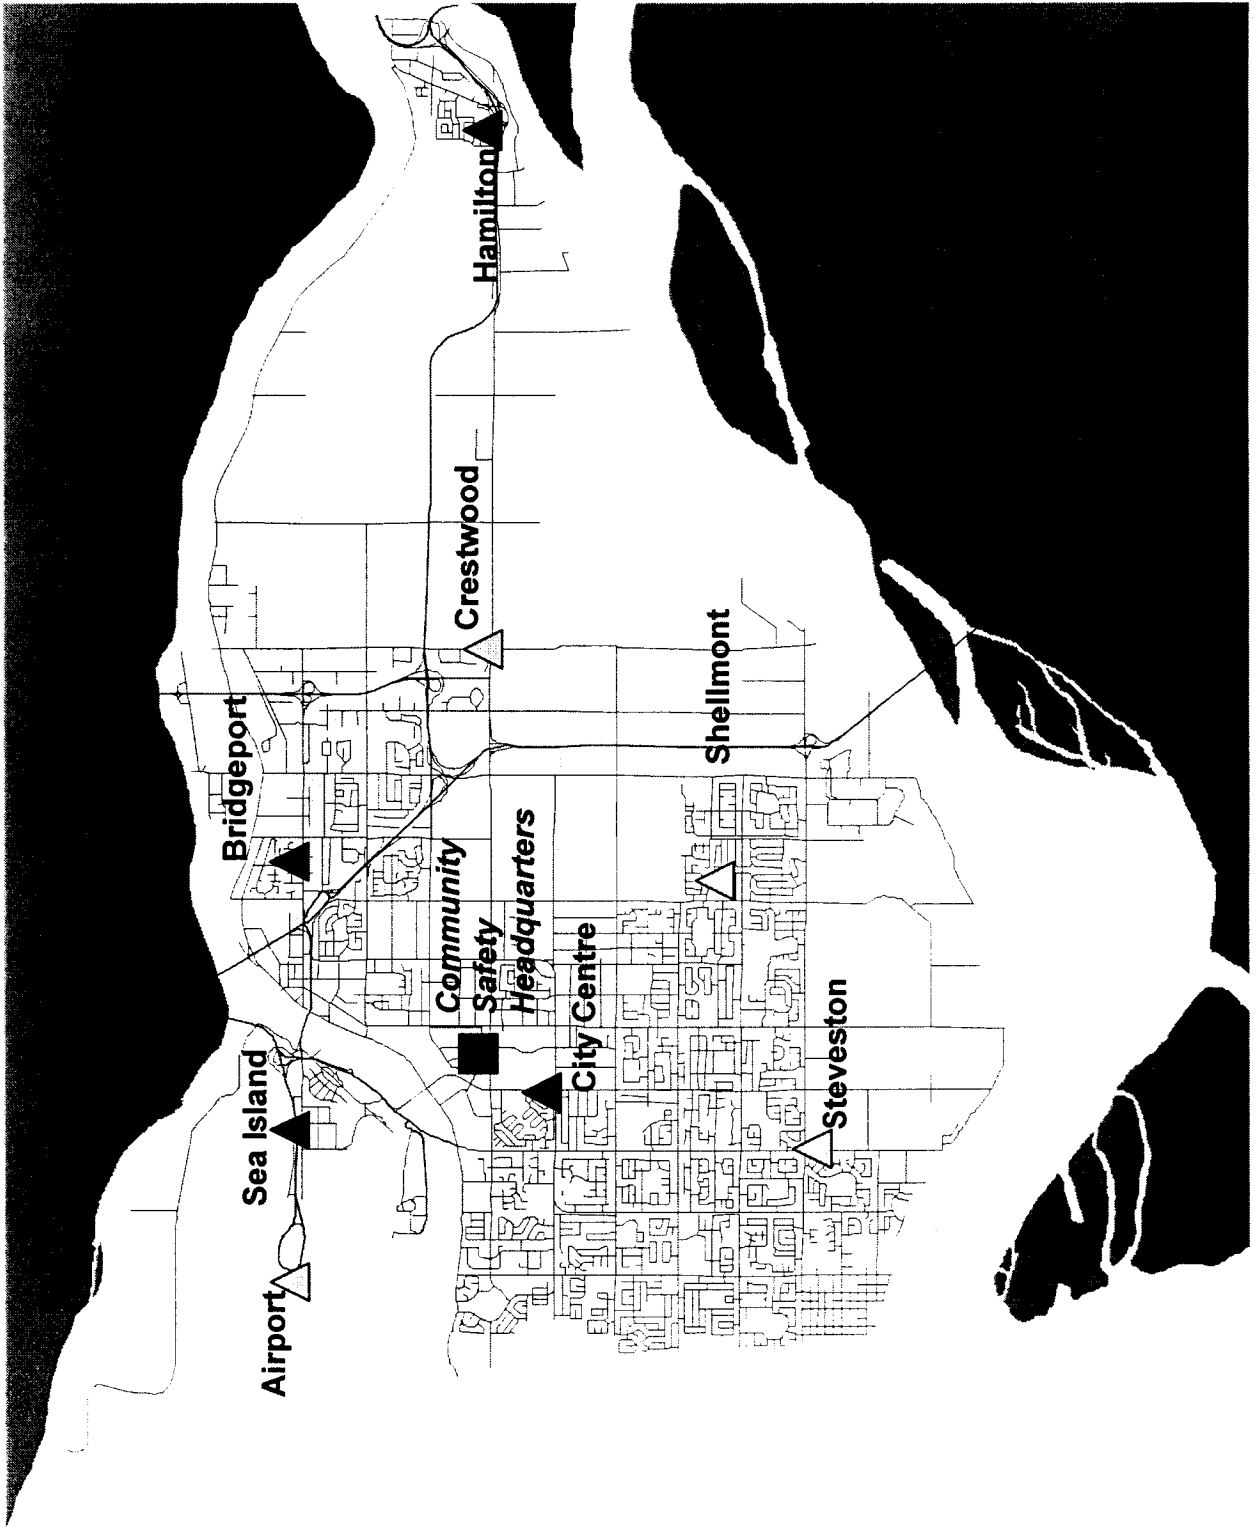 Airport
Sea Island
Bridgeport
Community
Safety
Headquarters
City Centre
Crestwood
Hamilton
Shellmont
Steveston